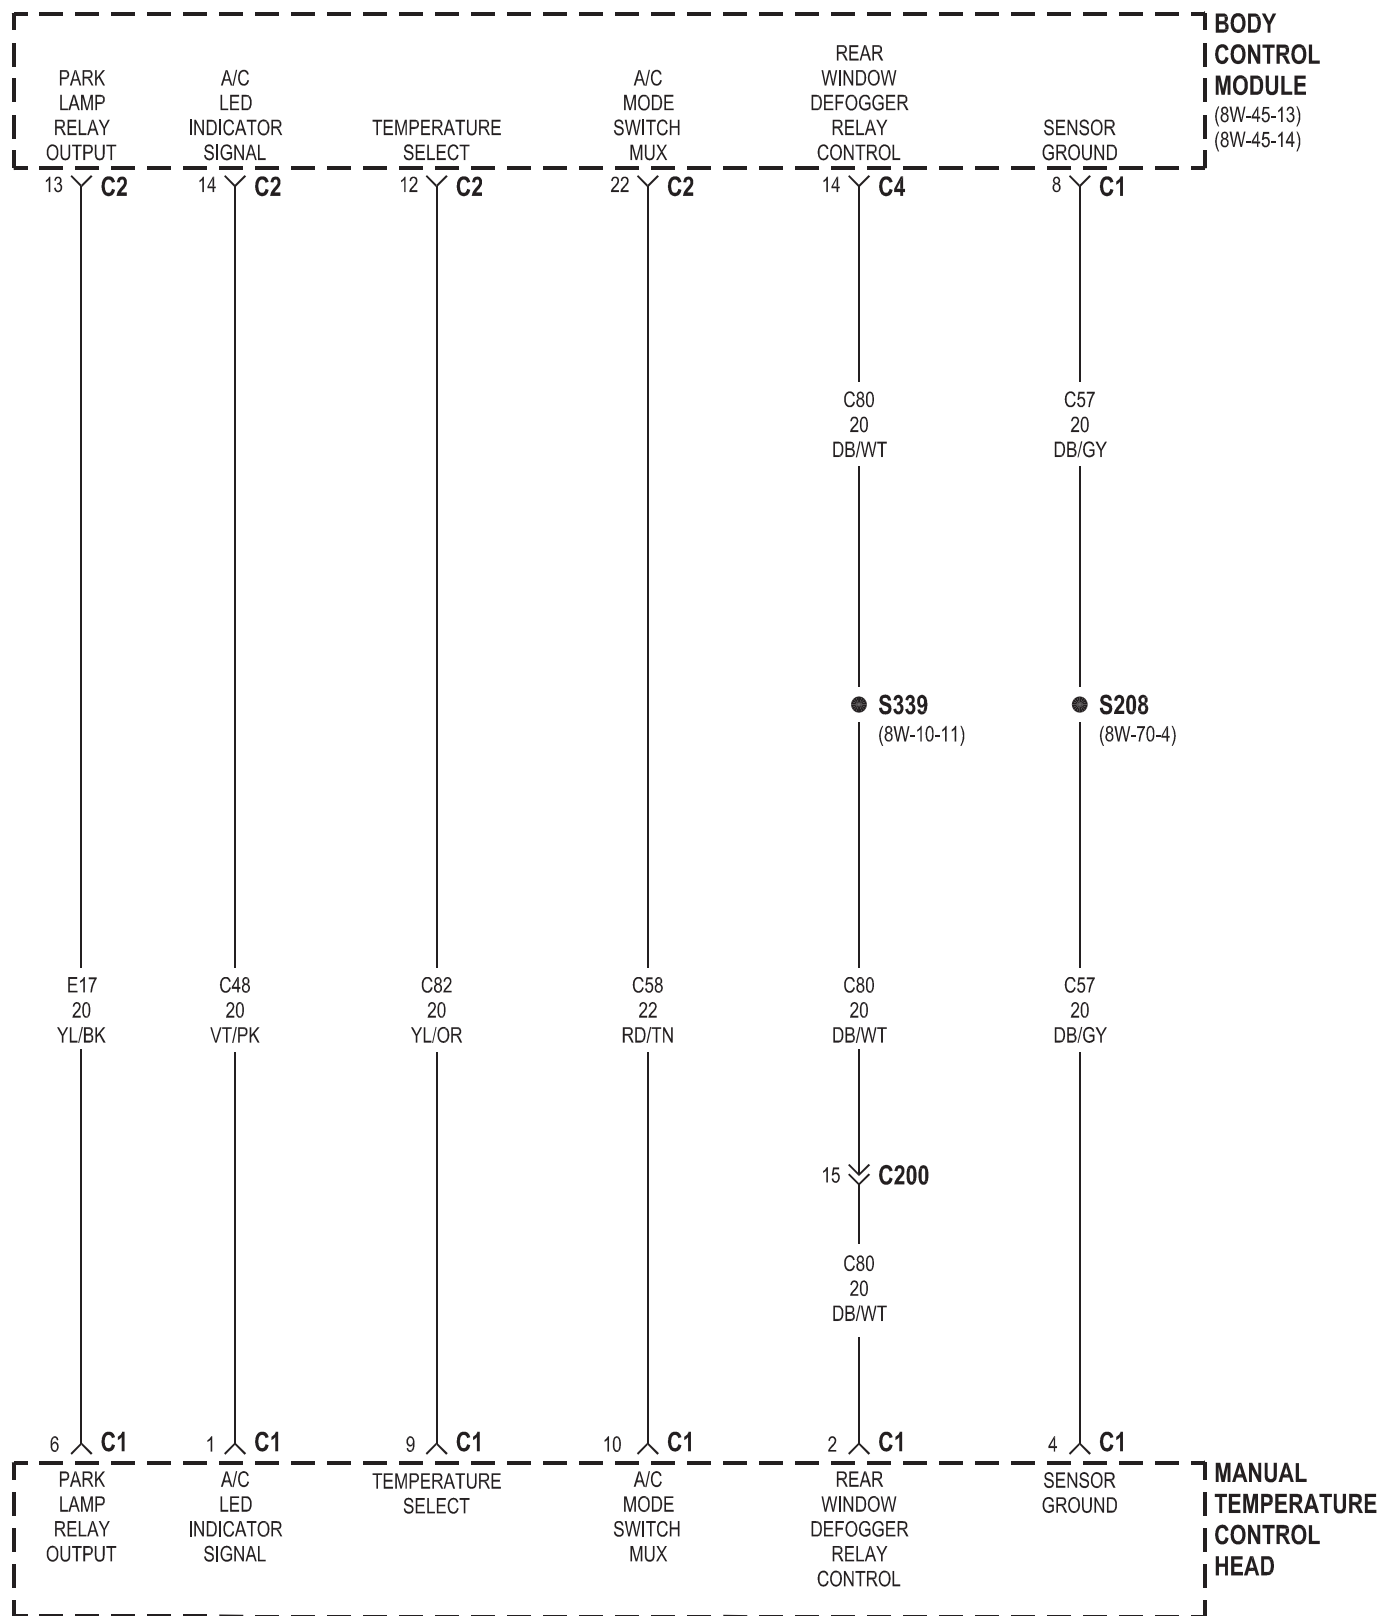 BODY
CONTROL
MODULE
(8W-45-13)
(8W-45-14)
PARK
LAMP
RELAY
OUTPUT
A/C
LED
INDICATOR
SIGNAL
TEMPERATURE
SELECT
A/C
MODE
SWITCH
MUX
REAR
WINDOW
DEFOGGER
RELAY
CONTROL
SENSOR
GROUND
13 C2
14 C2
12 C2
22 C2
14 C4
8 C1
C80
20
DB/WT
C57
20
DB/GY
S339
(8W-10-11)
S208
(8W-70-4)
E17
20
YL/BK
C48
20
VT/PK
C82
20
YL/OR
C58
22
RD/TN
C80
20
DB/WT
C57
20
DB/GY
15 C200
C80
20
DB/WT
6 C1
1 C1
9 C1
10 C1
2 C1
4 C1
PARK
LAMP
RELAY
OUTPUT
A/C
LED
INDICATOR
SIGNAL
TEMPERATURE
SELECT
A/C
MODE
SWITCH
MUX
REAR
WINDOW
DEFOGGER
RELAY
CONTROL
SENSOR
GROUND
MANUAL
TEMPERATURE
CONTROL
HEAD